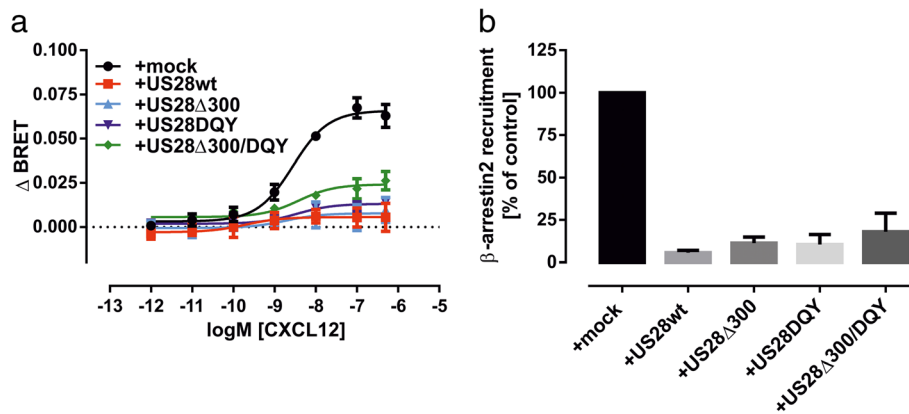 a
0.100
0.075
0.050
0.025
0.000
Δ BRET
+mock
+US28wt
+US28Δ300
+US28DQY
+US28Δ300/DQY
-13 -12 -11 -10 -9 -8 -7 -6 -5
logM [CXCL12]
b
125
100
75
50
25
0
β-arrestin2 recruitment
[% of control]
+mock
+US28wt
+US28Δ300
+US28DQY
+US28Δ300/DQY